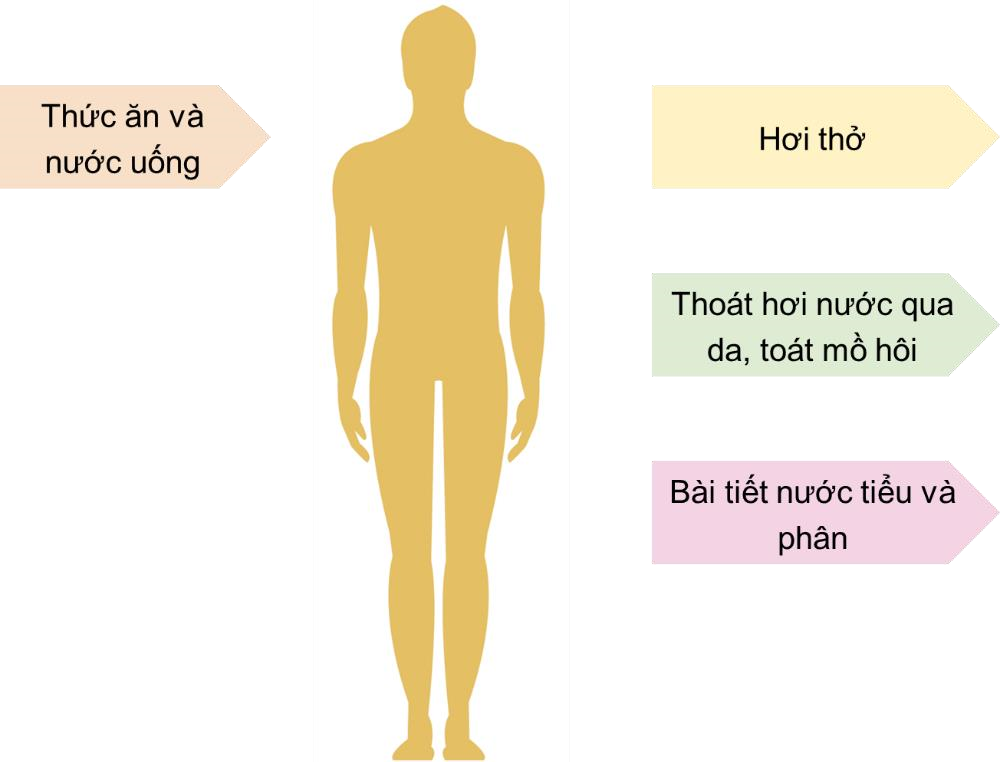 Thức ăn và
nước uống
Hơi thở
Thoát hơi nước qua
da, toát mồ hôi
Bài tiết nước tiểu và
phân